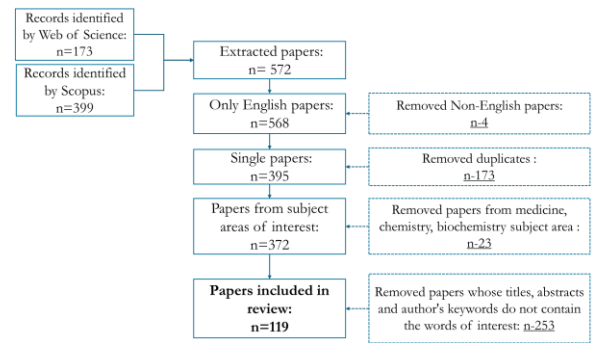 Records identified
by Web of Science:
n=173
Records identified
by Scopus:
n=399
Extracted papers:
n= 572
Only English papers:
n=568
Removed Non-English papers:
n-4
Single papers:
n=395
Removed duplicates :
n-173
Papers from subject
areas of interest:
n=372
Removed papers from medicine,
chemistry, biochemistry subject area :
n-23
Papers included in
review:
n=119
Removed papers whose titles, abstracts
and author's keywords do not contain
the words of interest: n-253